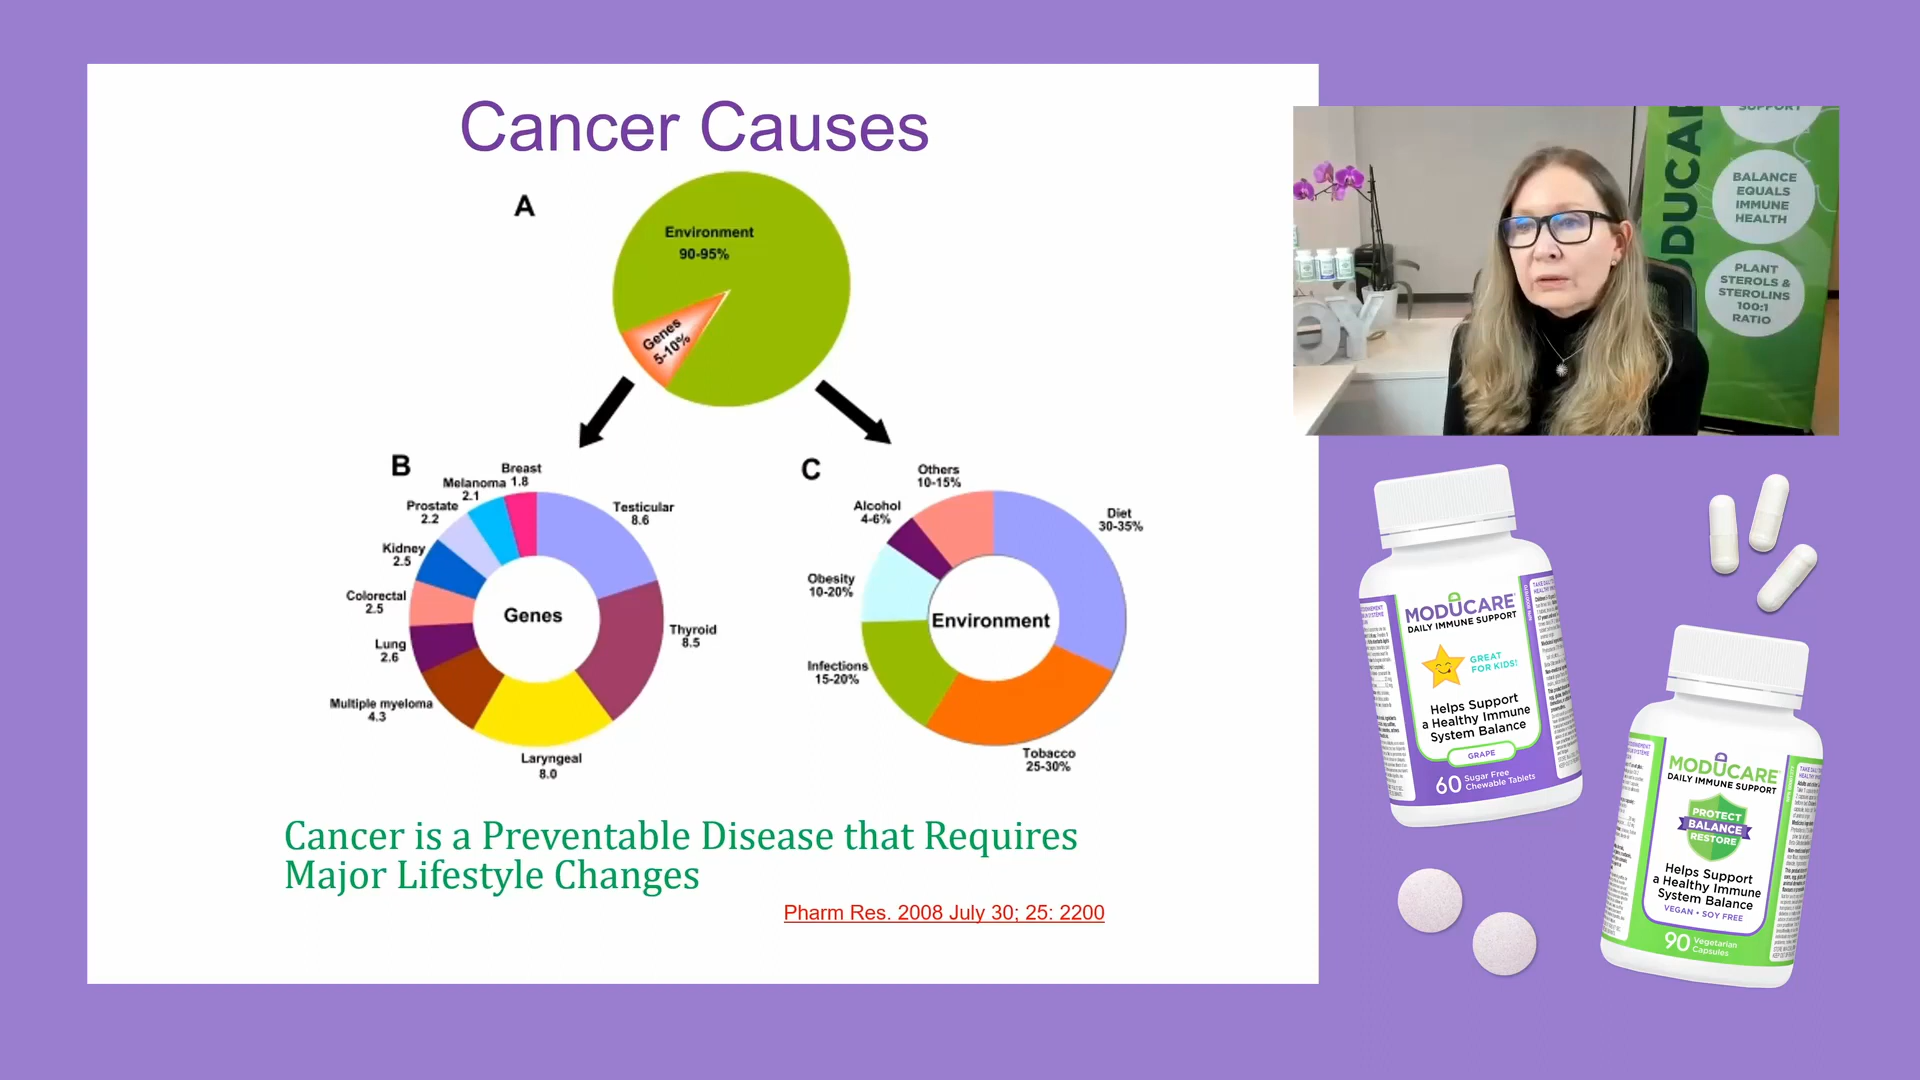 Cancer Causes
A
Environment
90-95%
Genes
5-10%
B
Breast
1.8
Melanoma
2.1
Prostate
2.2
Kidney
2.5
Colorectal
2.5
Lung
2.6
Multiple myeloma
4.3
Laryngeal
8.0
Thyroid
8.5
Testicular
8.6
Genes
C
Others
10-15%
Alcohol
4-6%
Obesity
10-20%
Infections
15-20%
Tobacco
25-30%
Diet
30-35%
Environment
Cancer is a Preventable Disease that Requires
Major Lifestyle Changes
Pharm Res. 2008 July 30; 25: 2200
SUPPORT
BALANCE
EQUALS
IMMUNE
HEALTH
PLANT
STEROLS &
STEROLINS
100:1
RATIO
MODUCARE
DAILY IMMUNE SUPPORT
GREAT
FOR KIDS!
Helps Support
a Healthy Immune
System Balance
GRAPE
60 Sugar Free
Chewable Tablets
MODUCARE
DAILY IMMUNE SUPPORT
PROTECT
BALANCE
RESTORE
Helps Support
a Healthy Immune
System Balance
VEGAN • SOY FREE
90 Vegetarian
Capsules